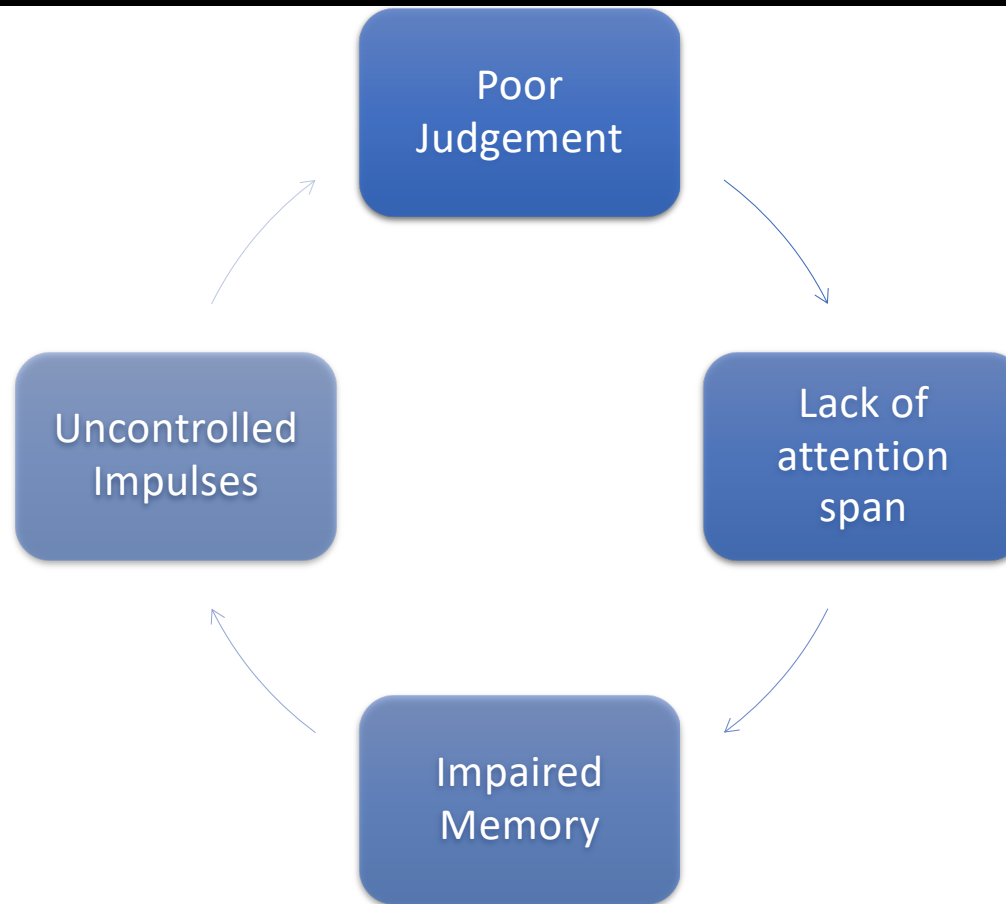 Poor
Judgement
Lack of
attention
span
Impaired
Memory
Uncontrolled
Impulses